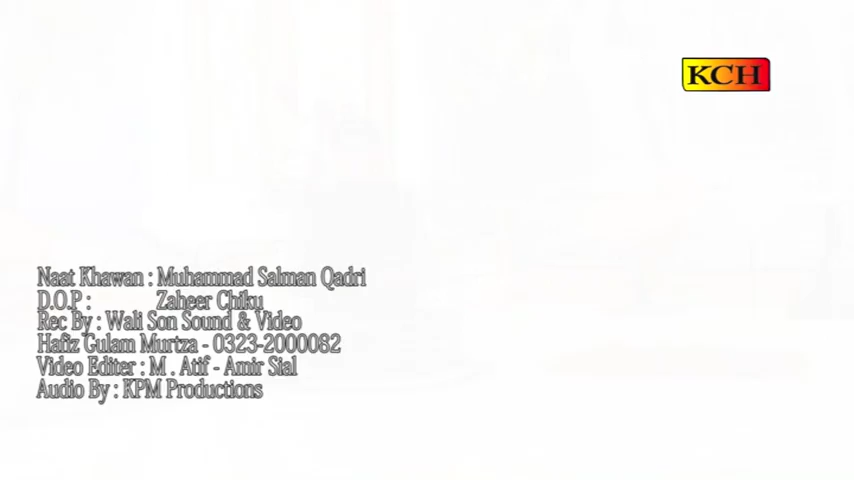 KCH
Naat Khawan : Muhammad Salman Qadri
D.O.P : Zaheer Chiku
Rec By : Wali Son Sound & Video
Hafiz Gulam Murtza - 0323-2000062
Video Editer : M . Atif - Amir Sial
Audio By : KPM Productions